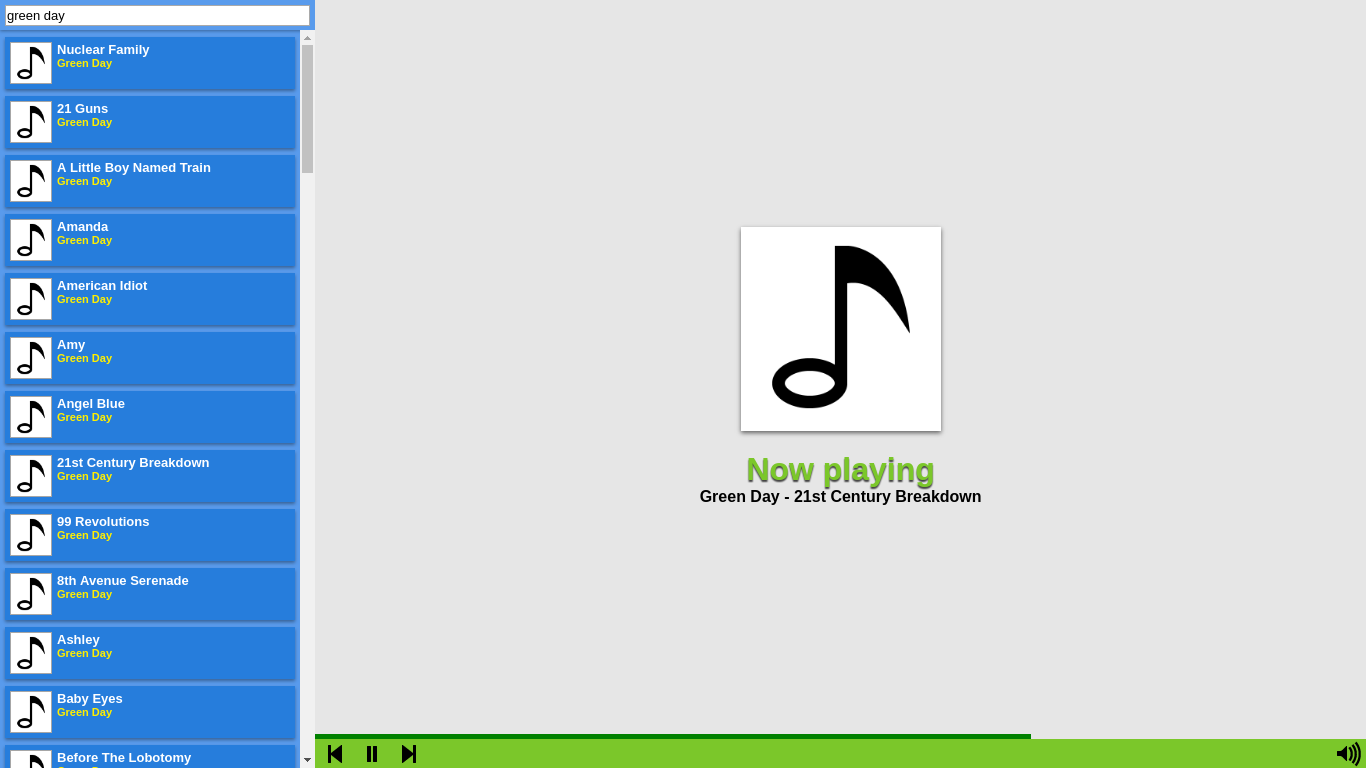 green day
Nuclear Family
Green Day
21 Guns
Green Day
A Little Boy Named Train
Green Day
Amanda
Green Day
American Idiot
Green Day
Amy
Green Day
Angel Blue
Green Day
21st Century Breakdown
Green Day
99 Revolutions
Green Day
8th Avenue Serenade
Green Day
Ashley
Green Day
Baby Eyes
Green Day
Before The Lobotomy
Now playing
Green Day - 21st Century Breakdown